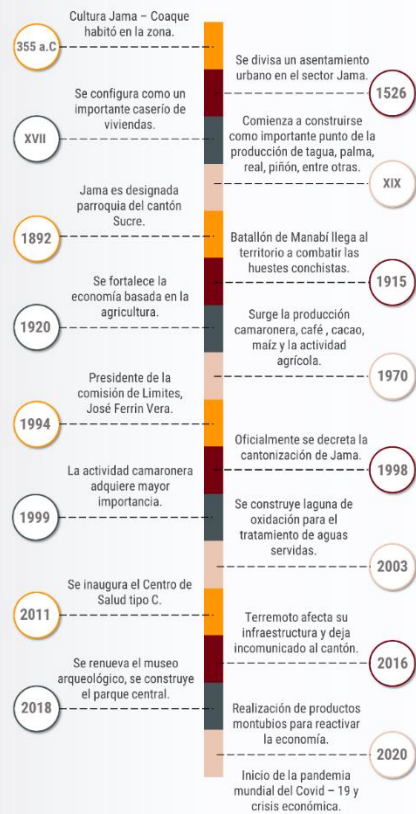 355 a.C
Cultura Jama – Coaque
habitó en la zona.
Se divisa un asentamiento
urbano en el sector Jama.
1526
Se configura como un
importante caserío de
viviendas.
XVII
Comienza a construirse
como importante punto de la
producción de tagua, palma,
real, piñón, entre otras.
XIX
Jama es designada
parroquia del cantón
Sucre.
1892
Batallón de Manabí llega al
territorio a combatir las
huestes conchistas.
1915
Se fortalece la
economía basada en la
agricultura.
1920
Surge la producción
camaronera, café , cacao,
maíz y la actividad
agrícola.
1970
Presidente de la
comisión de Limites,
José Ferrin Vera.
1994
Oficialmente se decreta la
cantonización de Jama.
1998
La actividad camaronera
adquiere mayor
importancia.
1999
Se construye laguna de
oxidación para el
tratamiento de aguas
servidas.
2003
Se inaugura el Centro de
Salud tipo C.
2011
Terremoto afecta su
infraestructura y deja
incomunicado al cantón.
2016
Se renueva el museo
arqueológico, se construye
el parque central.
2018
Realización de productos
montubios para reactivar
la economía.
2020
Inicio de la pandemia
mundial del Covid – 19 y
crisis económica.